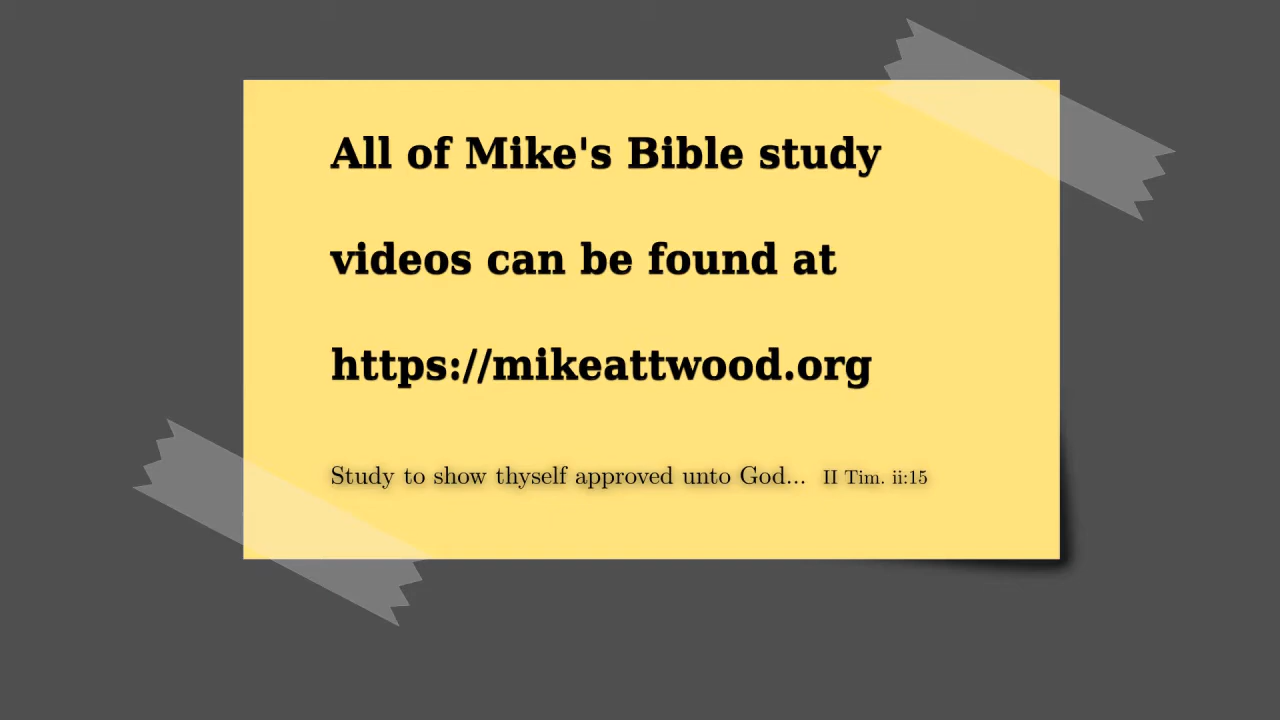 All of Mike's Bible study
videos can be found at
https://mikeattwood.org
Study to show thyself approved unto God... II Tim. ii:15